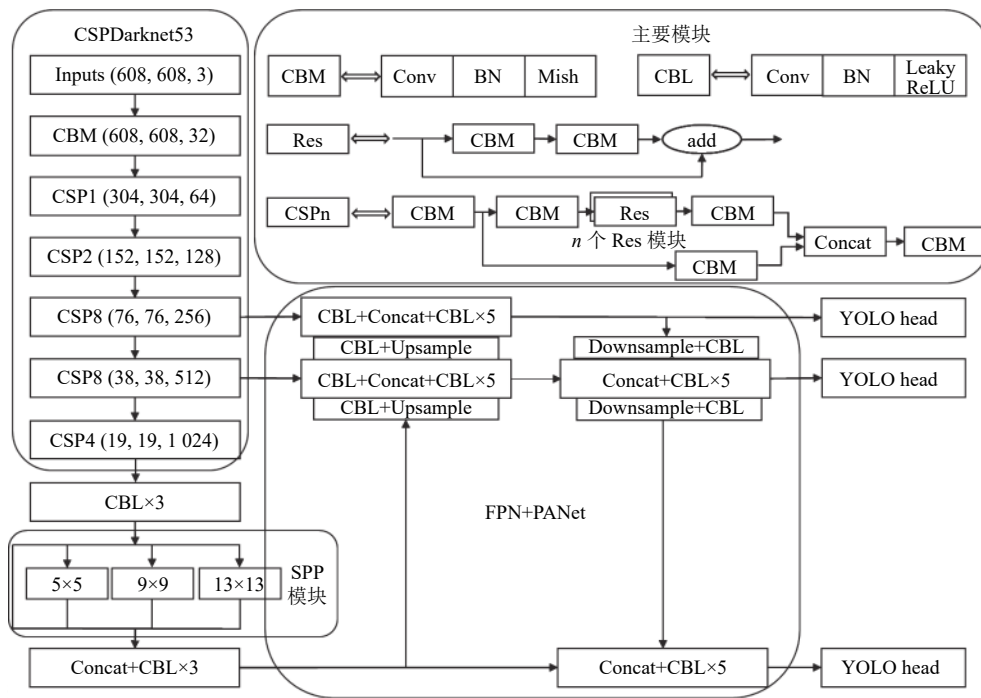 CSPDarknet53
Inputs (608, 608, 3)
CBM (608, 608, 32)
CSP1 (304, 304, 64)
CSP2 (152, 152, 128)
CSP8 (76, 76, 256)
CSP8 (38, 38, 512)
CSP4 (19, 19, 1 024)
CBL×3
5×5
9×9
13×13
SPP
模块
Concat+CBL×3
主要模块
CBM
Conv
BN
Mish
CBL
Conv
BN
Leaky
ReLU
Res
CBM
CBM
add
CSPn
CBM
CBM
Res
CBM
n 个 Res 模块
CBM
Concat
CBM
CBL+Concat+CBL×5
CBL+Upsample
CBL+Concat+CBL×5
CBL+Upsample
Downsample+CBL
Concat+CBL×5
Downsample+CBL
FPN+PANet
Concat+CBL×5
YOLO head
YOLO head
YOLO head